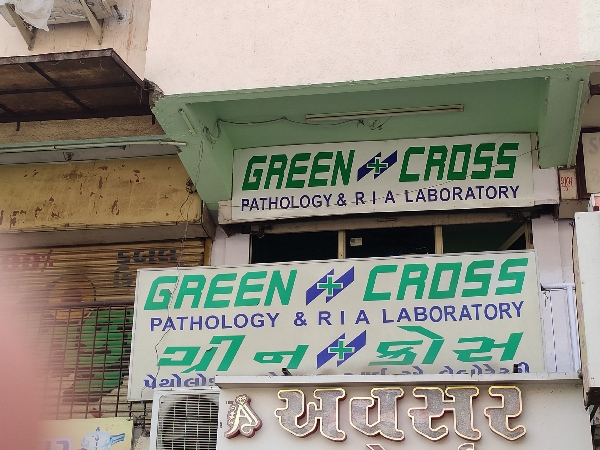 GREEN CROSS
PATHOLOGY & R I A LABORATORY
GREEN CROSS
PATHOLOGY & R I A LABORATORY
ગ્રીન ક્રોસ
અવસર